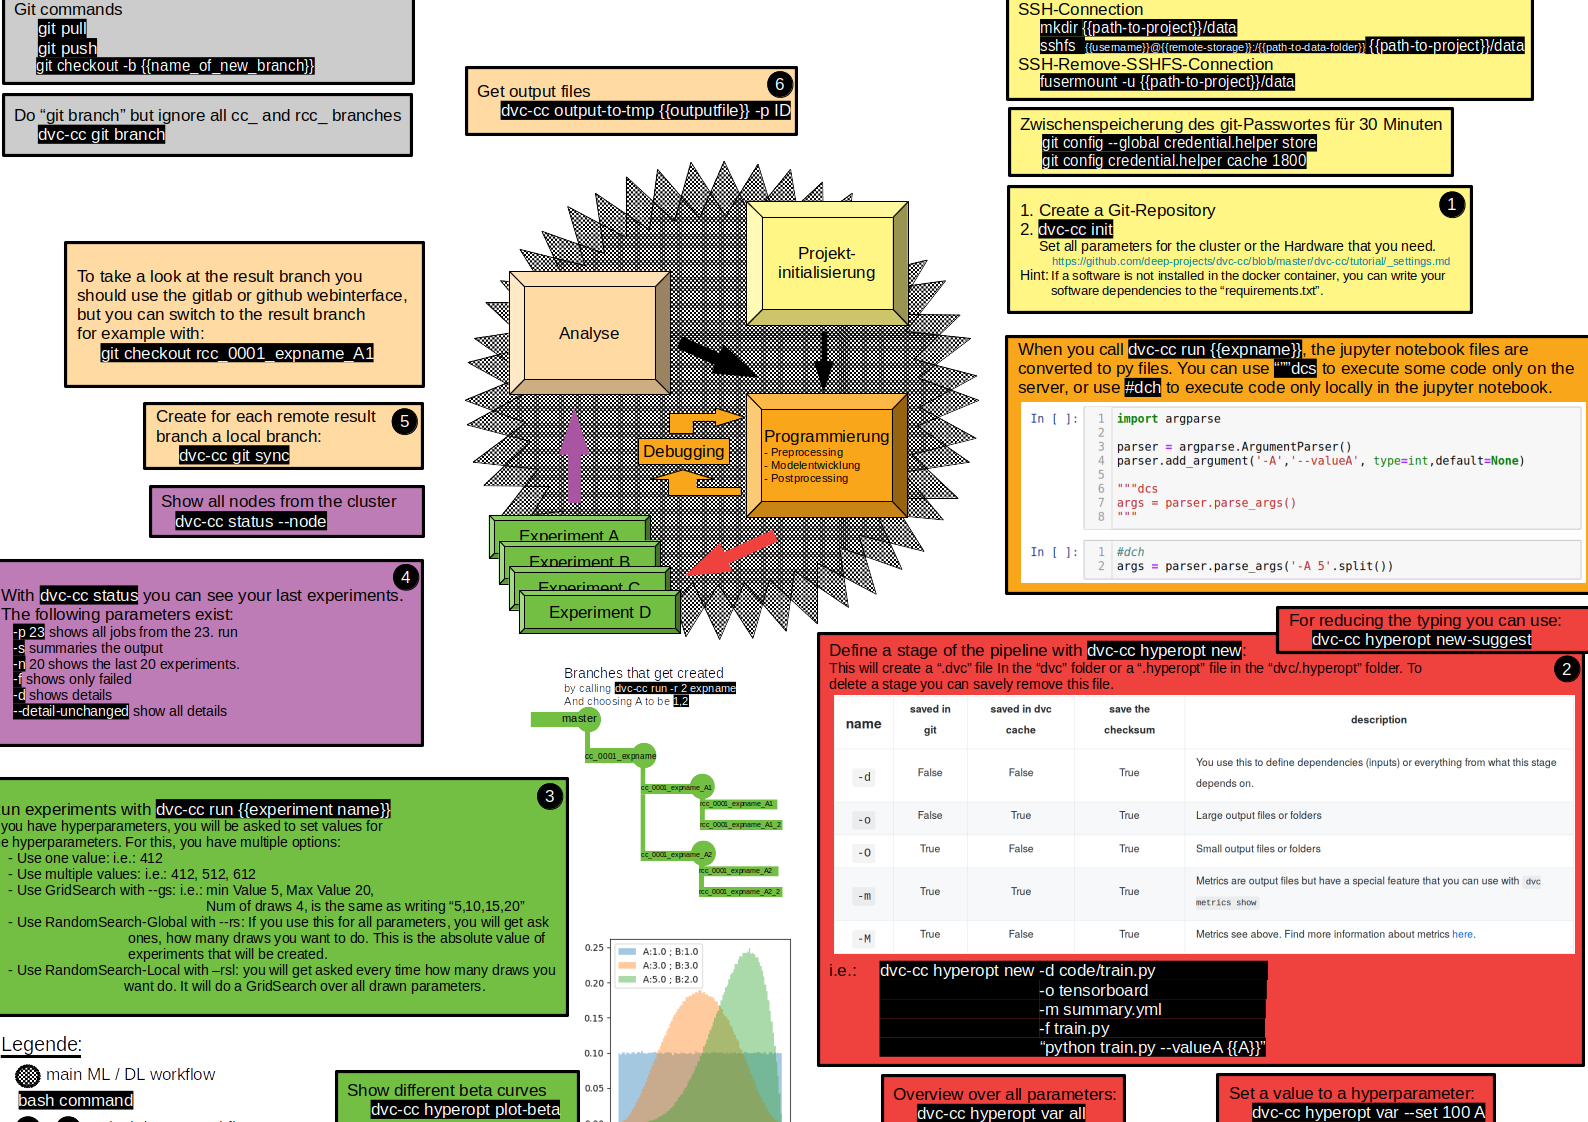 Git commands
git pull
git push
git checkout -b {{name_of_new_branch}}
Do “git branch” but ignore all cc_ and rcc_ branches
dvc-cc git branch
6
Get output files
dvc-cc output-to-tmp {{outputfile}} -p ID
SSH-Connection
mkdir {{path-to-project}}/data
sshfs {{username}}@{{remote-storage}}:/{{path-to-data-folder}} {{path-to-project}}/data
SSH-Remove-SSHFS-Connection
fusermount -u {{path-to-project}}/data
Zwischenspeicherung des git-Passwortes für 30 Minuten
git config --global credential.helper store
git config credential.helper cache 1800
1
1. Create a Git-Repository
2. dvc-cc init
Set all parameters for the cluster or the Hardware that you need.
https://github.com/deep-projects/dvc-cc/blob/master/dvc-cc/tutorial/_settings.md
Hint: If a software is not installed in the docker container, you can write your
software dependencies to the “requirements.txt”.
To take a look at the result branch you
should use the gitlab or github webinterface,
but you can switch to the result branch
for example with:
git checkout rcc_0001_expname_A1
Create for each remote result
branch a local branch:
dvc-cc git sync
5
Show all nodes from the cluster
dvc-cc status --node
4
With dvc-cc status you can see your last experiments.
The following parameters exist:
-p 23 shows all jobs from the 23. run
-s summaries the output
-n 20 shows the last 20 experiments.
-f shows only failed
-d shows details
--detail-unchanged show all details
Projekt-
initialisierung
Analyse
Debugging
Programmierung
- Preprocessing
- Modelentwicklung
- Postprocessing
Experiment A
Experiment B
Experiment C
Experiment D
When you call dvc-cc run {{expname}}, the jupyter notebook files are
converted to py files. You can use “””dcs to execute some code only on the
server, or use #dch to execute code only locally in the jupyter notebook.
In [ ]:
1 import argparse
2
3 parser = argparse.ArgumentParser()
4 parser.add_argument('-A','--valueA', type=int,default=None)
5
6 """dcs
7 args = parser.parse_args()
8 """
In [ ]:
1 #dch
2 args = parser.parse_args('-A 5'.split())
For reducing the typing you can use:
dvc-cc hyperopt new-suggest
2
Define a stage of the pipeline with dvc-cc hyperopt new:
This will create a “.dvc” file In the “dvc” folder or a “.hyperopt” file in the “dvc/.hyperopt” folder. To
delete a stage you can savely remove this file.
name saved in git saved in dvc cache save the checksum description
-d False False True You use this to define dependencies (inputs) or everything from what this stage
depends on.
-o False True True Large output files or folders
-O True False True Small output files or folders
-m True True True Metrics are output files but have a special feature that you can use with dvc
metrics show
-M True False True Metrics see above. Find more information about metrics here.
i.e.: dvc-cc hyperopt new -d code/train.py
-o tensorboard
-m summary.yml
-f train.py
“python train.py --valueA {{A}}”
Branches that get created
by calling dvc-cc run -r 2 expname
And choosing A to be 1,2
master
cc_0001_expname
cc_0001_expname_A1
rcc_0001_expname_A1
rcc_0001_expname_A1_2
cc_0001_expname_A2
rcc_0001_expname_A2
rcc_0001_expname_A2_2
3
un experiments with dvc-cc run {{experiment name}}
you have hyperparameters, you will be asked to set values for
e hyperparameters. For this, you have multiple options:
- Use one value: i.e.: 412
- Use multiple values: i.e.: 412, 512, 612
- Use GridSearch with --gs: i.e.: min Value 5, Max Value 20,
Num of draws 4, is the same as writing “5,10,15,20”
- Use RandomSearch-Global with --rs: If you use this for all parameters, you will get ask
ones, how many draws you want to do. This is the absolute value of
experiments that will be created.
- Use RandomSearch-Local with –rsl: you will get asked every time how many draws you
want do. It will do a GridSearch over all drawn parameters.
0.25
0.20
0.15
0.10
0.05
A:1.0 ; B:1.0
A:3.0 ; B:3.0
A:5.0 ; B:2.0
Legende:
main ML / DL workflow
bash command
Show different beta curves
dvc-cc hyperopt plot-beta
Overview over all parameters:
dvc-cc hyperopt var all
Set a value to a hyperparameter:
dvc-cc hyperopt var --set 100 A